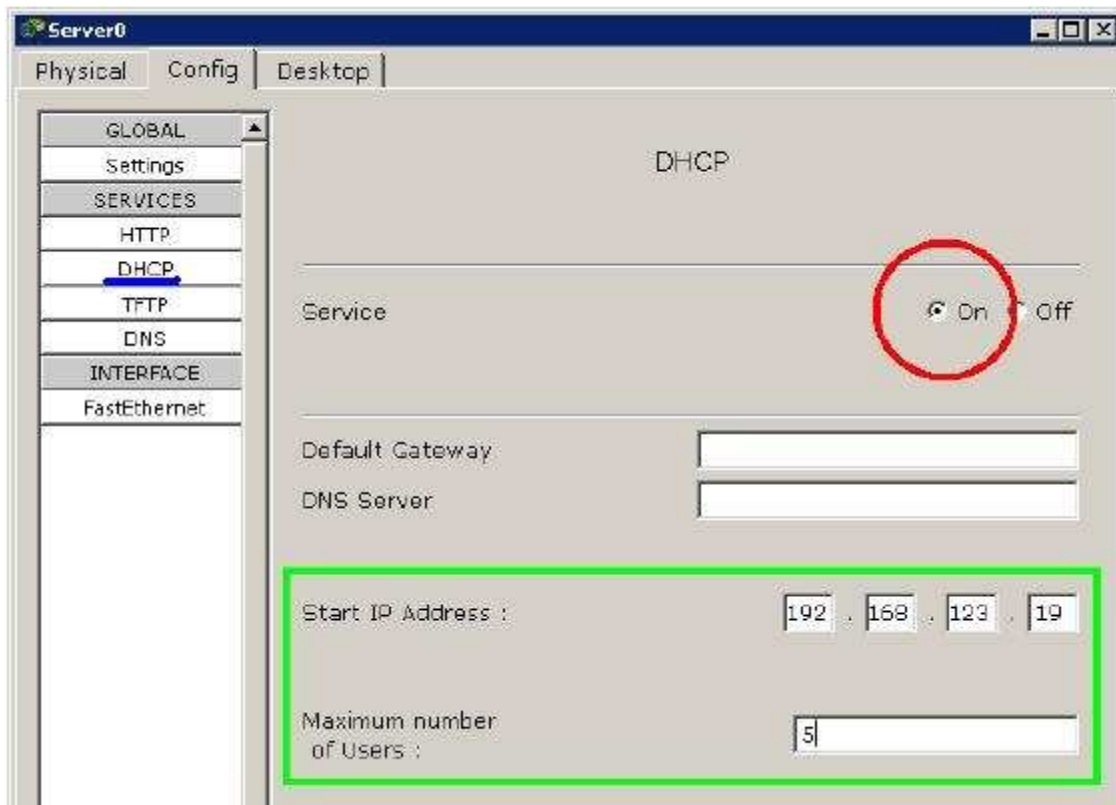 Server0
Physical Config Desktop
GLOBAL
Settings
SERVICES
HTTP
DHCP
TFTP
DNS
INTERFACE
FastEthernet
DHCP
Service On Off
Default Gateway
DNS Server
Start IP Address : 192 . 168 . 123 . 19
Maximum number
of Users : 5